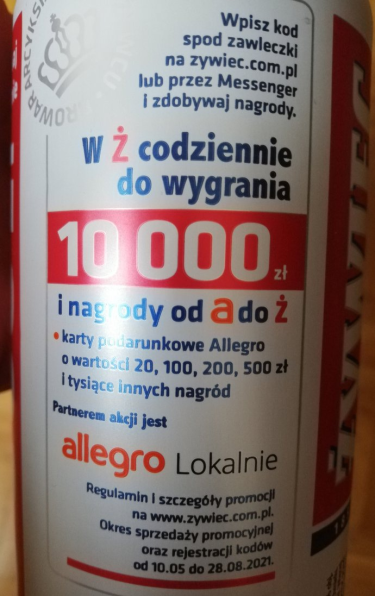 Wpisz kod
spod zawleczki
na zywiec.com.pl
lub przez Messenger
i zdobywaj nagrody.
W Ż codziennie
do wygrania
10 000 zł
i nagrody od a do ż
• karty podarunkowe Allegro
o wartości 20, 100, 200, 500 zł
i tysiące innych nagród
Partnerem akcji jest
allegro Lokalnie
Regulamin i szczegóły promocji
na www.zywiec.com.pl.
Okres sprzedaży promocyjnej
oraz rejestracji kodów
od 10.05 do 28.08.2021.